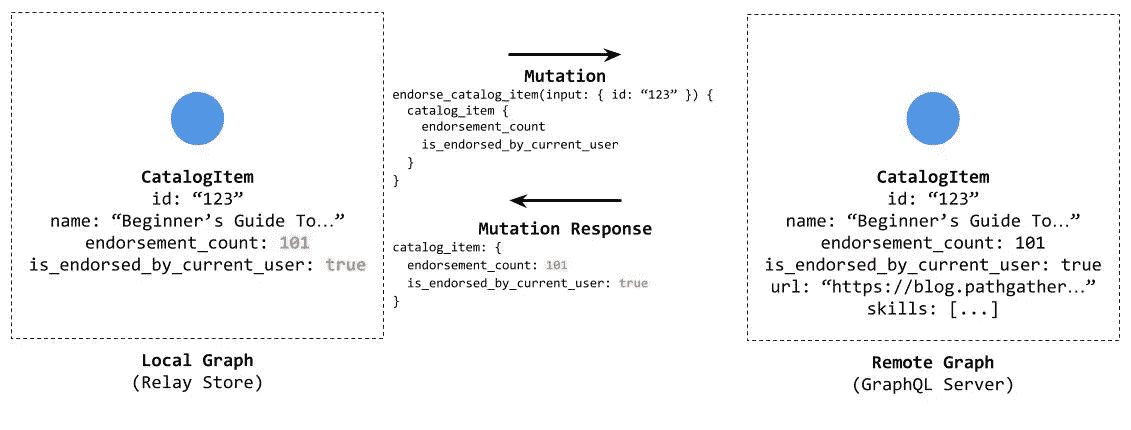 CatalogItem
id: “123”
name: “Beginner’s Guide To…”
endorsement_count: 101
is_endorsed_by_current_user: true
Local Graph
(Relay Store)
Mutation
endorse_catalog_item(input: { id: “123” }) {
catalog_item {
endorsement_count
is_endorsed_by_current_user
}
}
Mutation Response
catalog_item: {
endorsement_count: 101
is_endorsed_by_current_user: true
}
CatalogItem
id: “123”
name: “Beginner’s Guide To…”
endorsement_count: 101
is_endorsed_by_current_user: true
url: “https://blog.pathgather…”
skills: [...]
Remote Graph
(GraphQL Server)